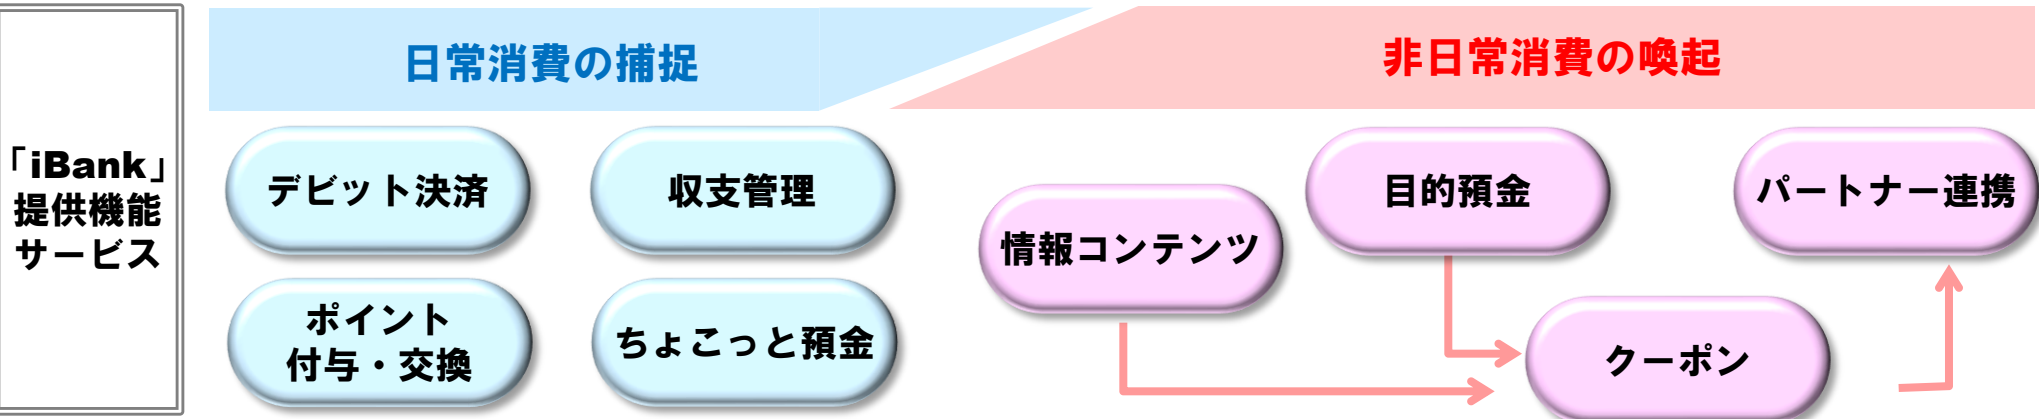 「iBank」
提供機能
サービス
日常消費の捕捉
非日常消費の喚起
デビット決済
収支管理
ポイント
付与・交換
ちょこっと預金
情報コンテンツ
目的預金
パートナー連携
クーポン